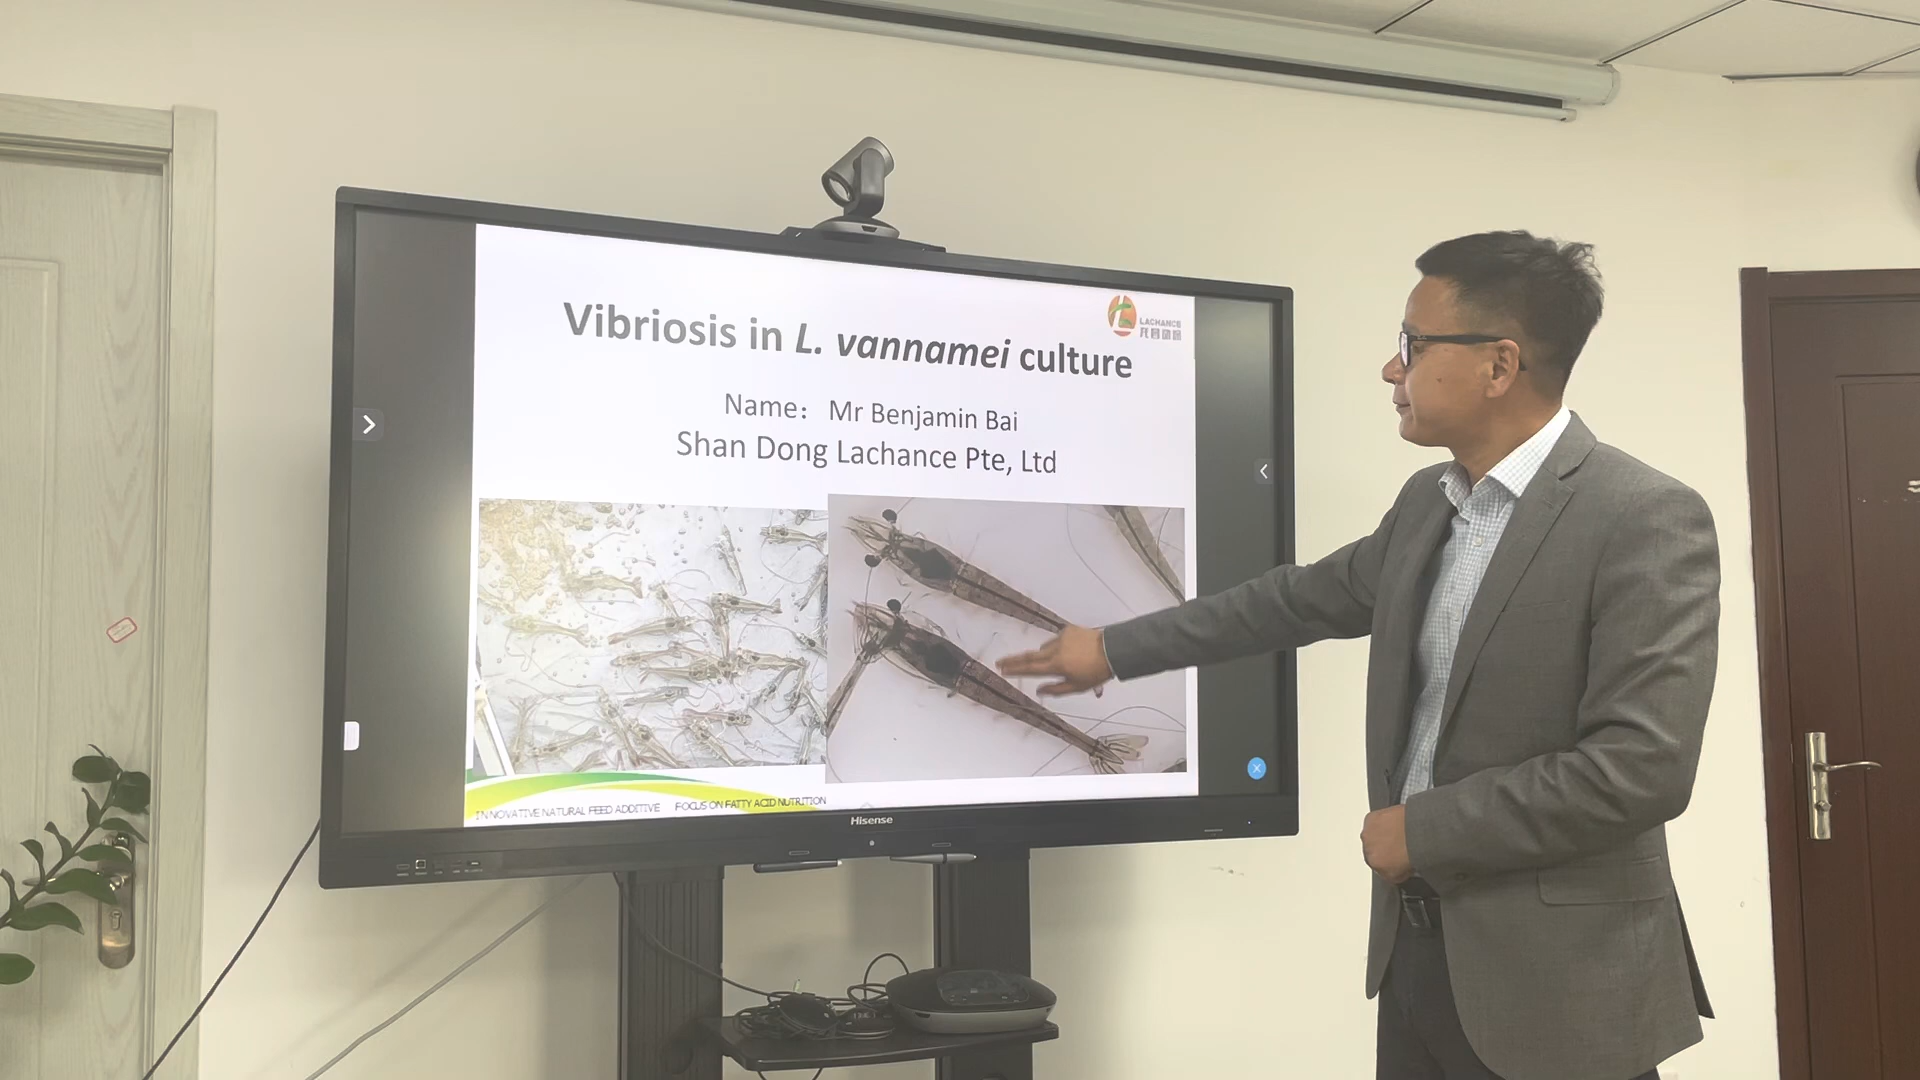 LACHANCE
Vibriosis in L. vannamei culture
Name： Mr Benjamin Bai
Shan Dong Lachance Pte, Ltd
INNOVATIVE NATURAL FEED ADDITIVE FOCUS ON FATTY ACID NUTRITION
Hisense